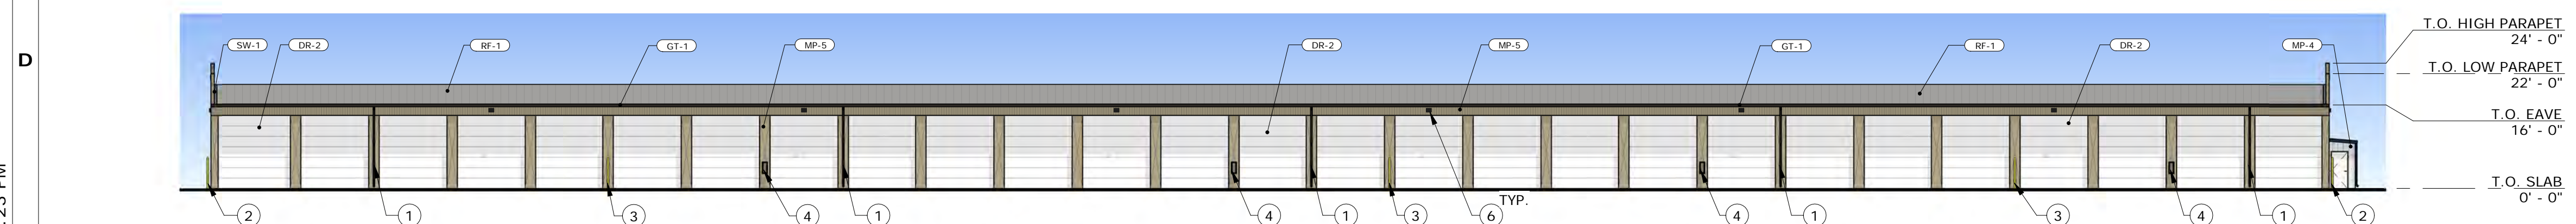 D
SW-1
DR-2
RF-1
GT-1
MP-5
DR-2
MP-5
GT-1
RF-1
DR-2
MP-4
T.O. HIGH PARAPET
24' - 0"
T.O. LOW PARAPET
22' - 0"
T.O. EAVE
16' - 0"
T.O. SLAB
0' - 0"
TYP.
2
1
3
4
1
4
1
3
6
4
1
3
4
1
2